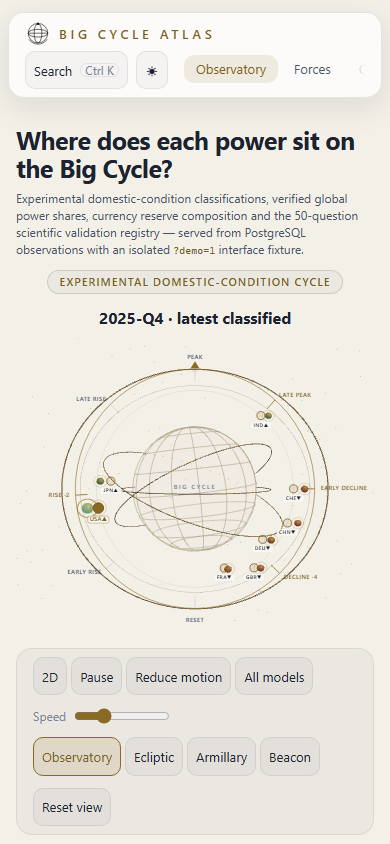 BIG CYCLE ATLAS
Search Ctrl K
Observatory Forces
Where does each power sit on
the Big Cycle?
Experimental domestic-condition classifications, verified global
power shares, currency reserve composition and the 50-question
scientific validation registry — served from PostgreSQL
observations with an isolated ?demo=1 interface fixture.
EXPERIMENTAL DOMESTIC-CONDITION CYCLE
2025-Q4 · latest classified
PEAK
LATE RISE
LATE PEAK
IND▲
BIG CYCLE
JPN▲
RISE·2
EARLY DECLINE
CHE▼
USA▲
CHN▼
DEU▼
EARLY RISE
FRA▼
GBR▼
DECLINE·4
RESET
2D
Pause
Reduce motion
All models
Speed
Observatory
Ecliptic
Armillary
Beacon
Reset view